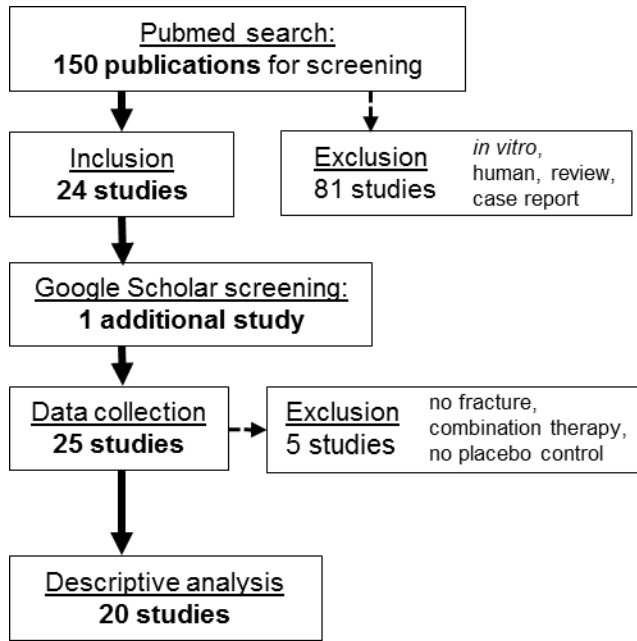 Pubmed search:
150 publications for screening
Inclusion
24 studies
Exclusion
81 studies
in vitro,
human, review,
case report
Google Scholar screening:
1 additional study
Data collection
25 studies
Exclusion
5 studies
no fracture,
combination therapy,
no placebo control
Descriptive analysis
20 studies